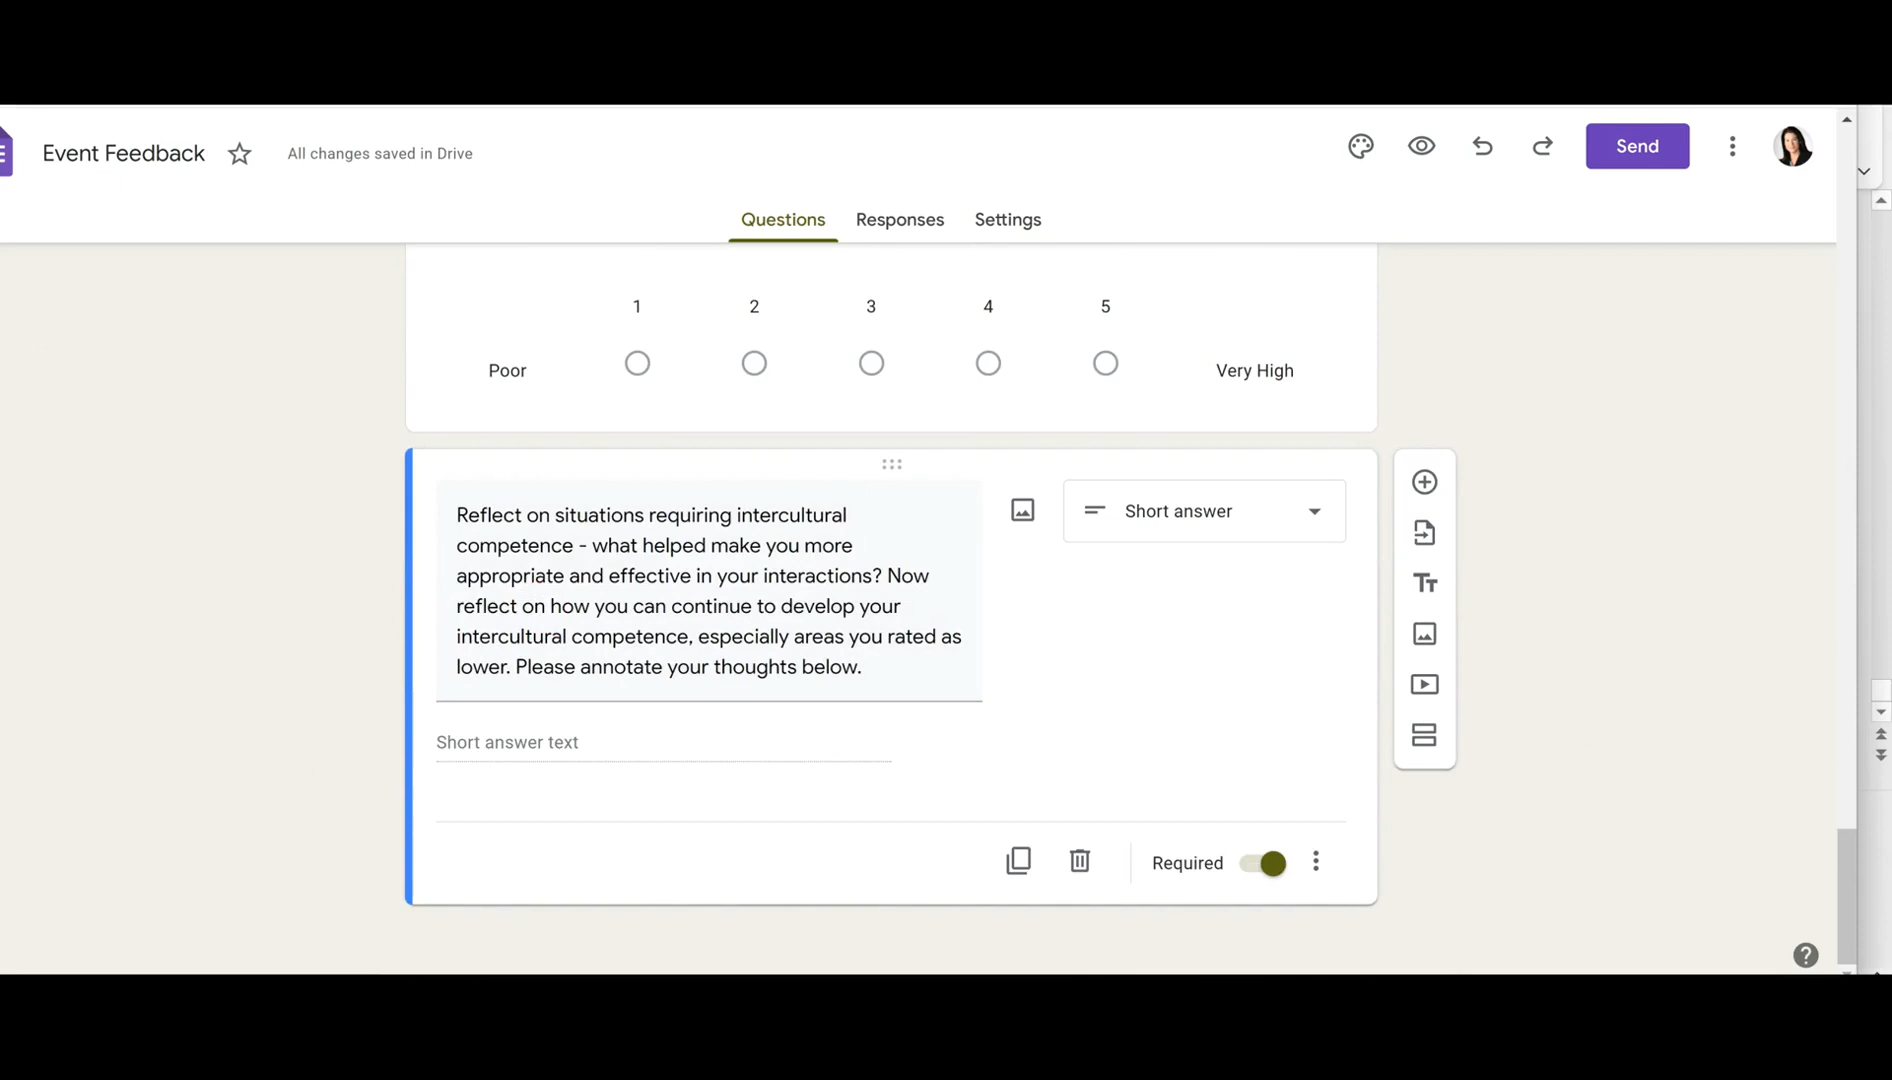 Event Feedback
All changes saved in Drive
Send
Questions
Responses
Settings
1 2 3 4 5
Poor
Very High
Reflect on situations requiring intercultural
competence - what helped make you more
appropriate and effective in your interactions? Now
reflect on how you can continue to develop your
intercultural competence, especially areas you rated as
lower. Please annotate your thoughts below.
Short answer
Short answer text
Required